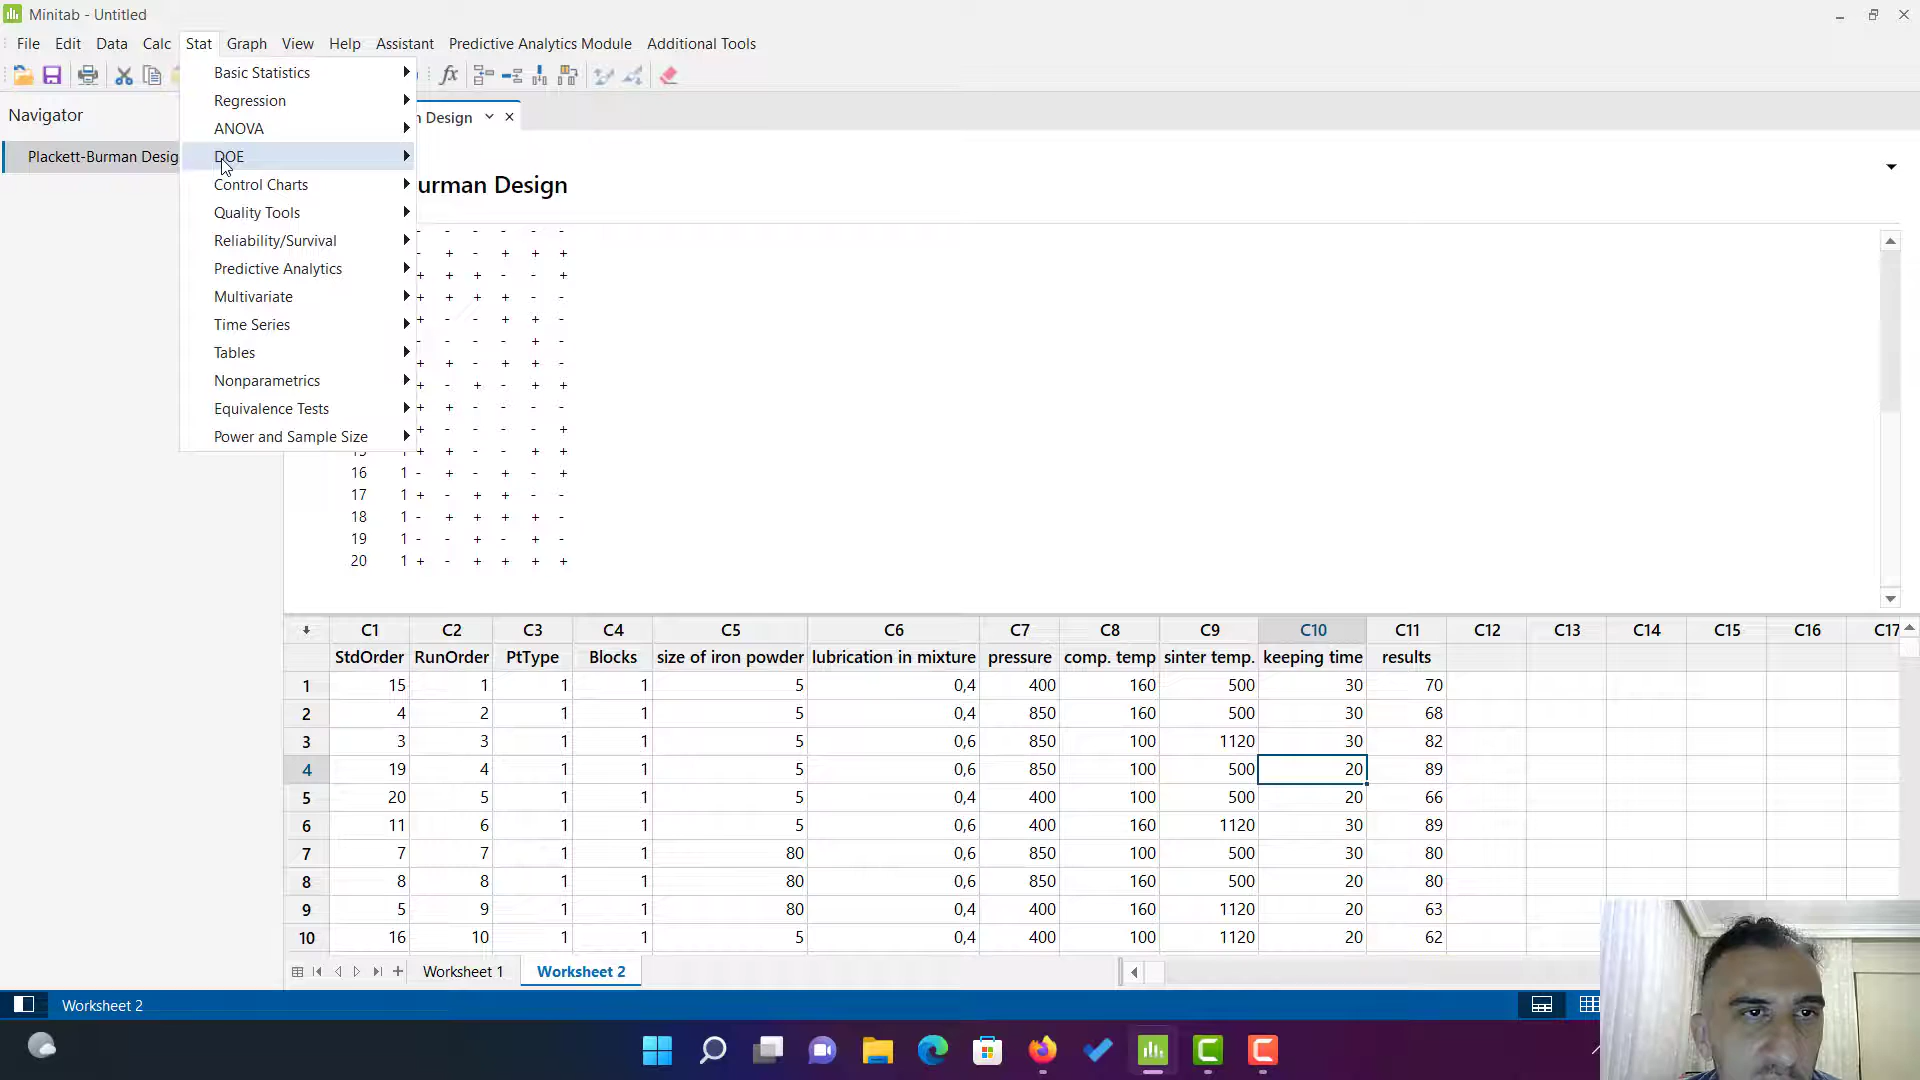 Minitab - Untitled
File Edit Data Calc Stat Graph View Help Assistant Predictive Analytics Module Additional Tools
fx
Navigator
Plackett-Burman Desig
Basic Statistics
Regression
ANOVA
DOE
Control Charts
Quality Tools
Reliability/Survival
Predictive Analytics
Multivariate
Time Series
Tables
Nonparametrics
Equivalence Tests
Power and Sample Size
n Design
urman Design
- - - - - -
- + - + + +
+ + + - - +
+ + + + - -
+ - - + + -
- - - - + -
+ + - + + -
+ - + - + +
+ + - - - -
+ - - - - +
+ - - + +
16 1 - + - + - +
17 1 + - + + - -
18 1 - + + + + -
19 1 - - + - + -
20 1 + - + + + +
C1 C2 C3 C4 C5 C6 C7 C8 C9 C10 C11 C12 C13 C14 C15 C16 C17
StdOrder RunOrder PtType Blocks size of iron powder lubrication in mixture pressure comp. temp sinter temp. keeping time results
1 15 1 1 1 5 0,4 400 160 500 30 70
2 4 2 1 1 5 0,4 850 160 500 30 68
3 3 3 1 1 5 0,6 850 100 1120 30 82
4 19 4 1 1 5 0,6 850 100 500 20 89
5 20 5 1 1 5 0,4 400 100 500 20 66
6 11 6 1 1 5 0,6 400 160 1120 30 89
7 7 7 1 1 80 0,6 850 100 500 30 80
8 8 8 1 1 80 0,6 850 160 500 20 80
9 5 9 1 1 80 0,4 400 160 1120 20 63
10 16 10 1 1 5 0,4 400 100 1120 20 62
Worksheet 1 Worksheet 2
Worksheet 2